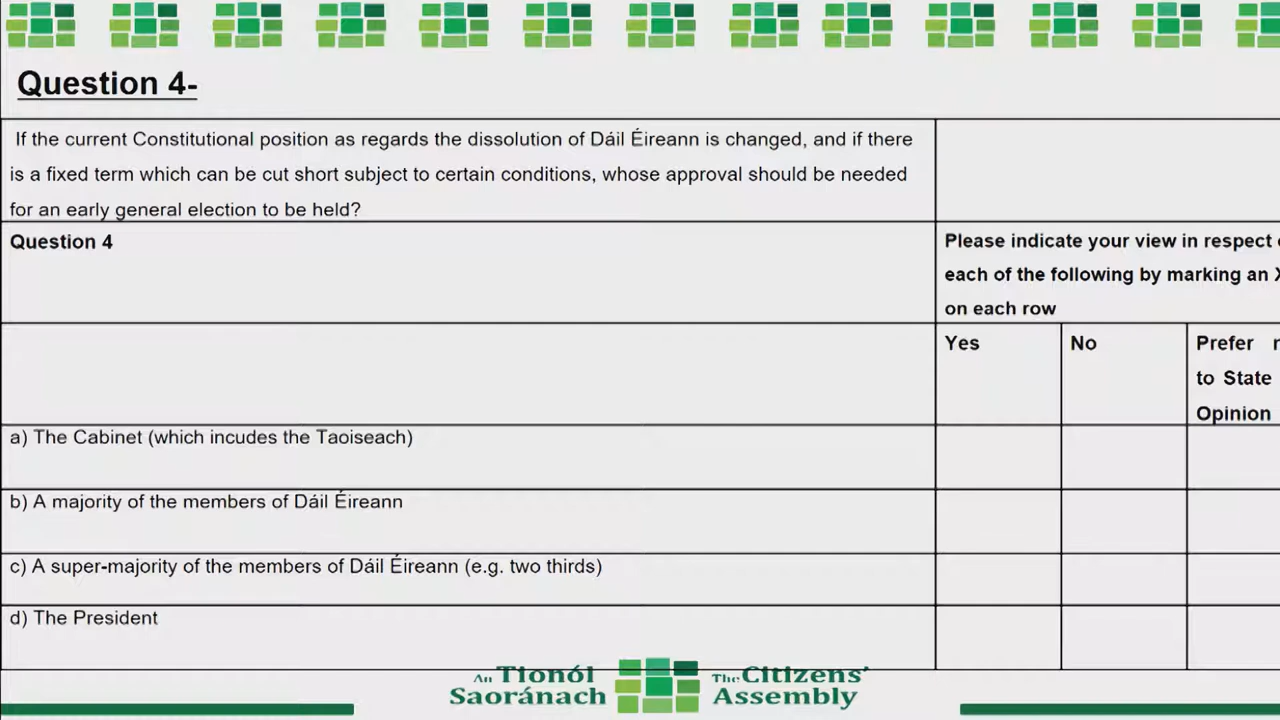 Question 4-
If the current Constitutional position as regards the dissolution of Dáil Éireann is changed, and if there
is a fixed term which can be cut short subject to certain conditions, whose approval should be needed
for an early general election to be held?
Question 4
Please indicate your view in respect
each of the following by marking an X
on each row
Yes
No
Prefer
to State
Opinion
a) The Cabinet (which incudes the Taoiseach)
b) A majority of the members of Dáil Éireann
c) A super-majority of the members of Dáil Éireann (e.g. two thirds)
d) The President
An Tionól
Saoránach
The Citizens'
Assembly